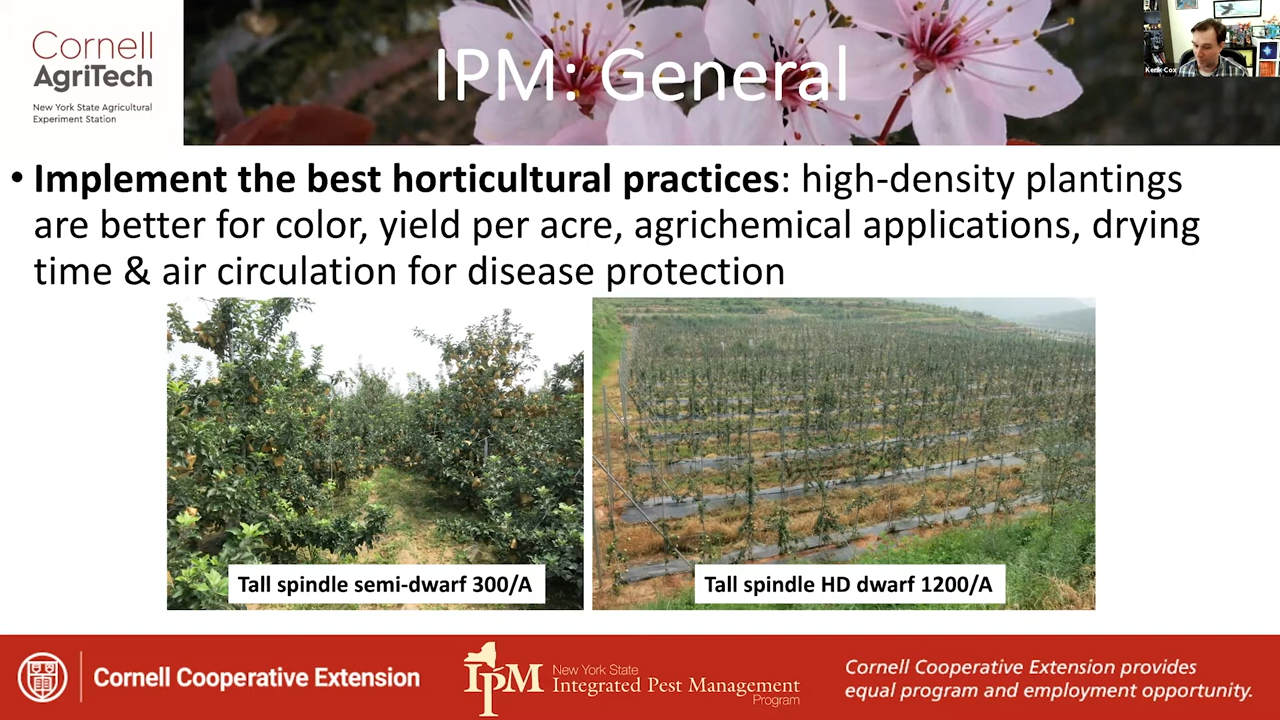 Cornell
AgriTech
New York State Agricultural
Experiment Station
IPM: General
Kerik Cox
• Implement the best horticultural practices: high-density plantings
are better for color, yield per acre, agrichemical applications, drying
time & air circulation for disease protection
Tall spindle semi-dwarf 300/A
Tall spindle HD dwarf 1200/A
Cornell Cooperative Extension
IPM
New York State
Integrated Pest Management
Program
Cornell Cooperative Extension provides
equal program and employment opportunity.